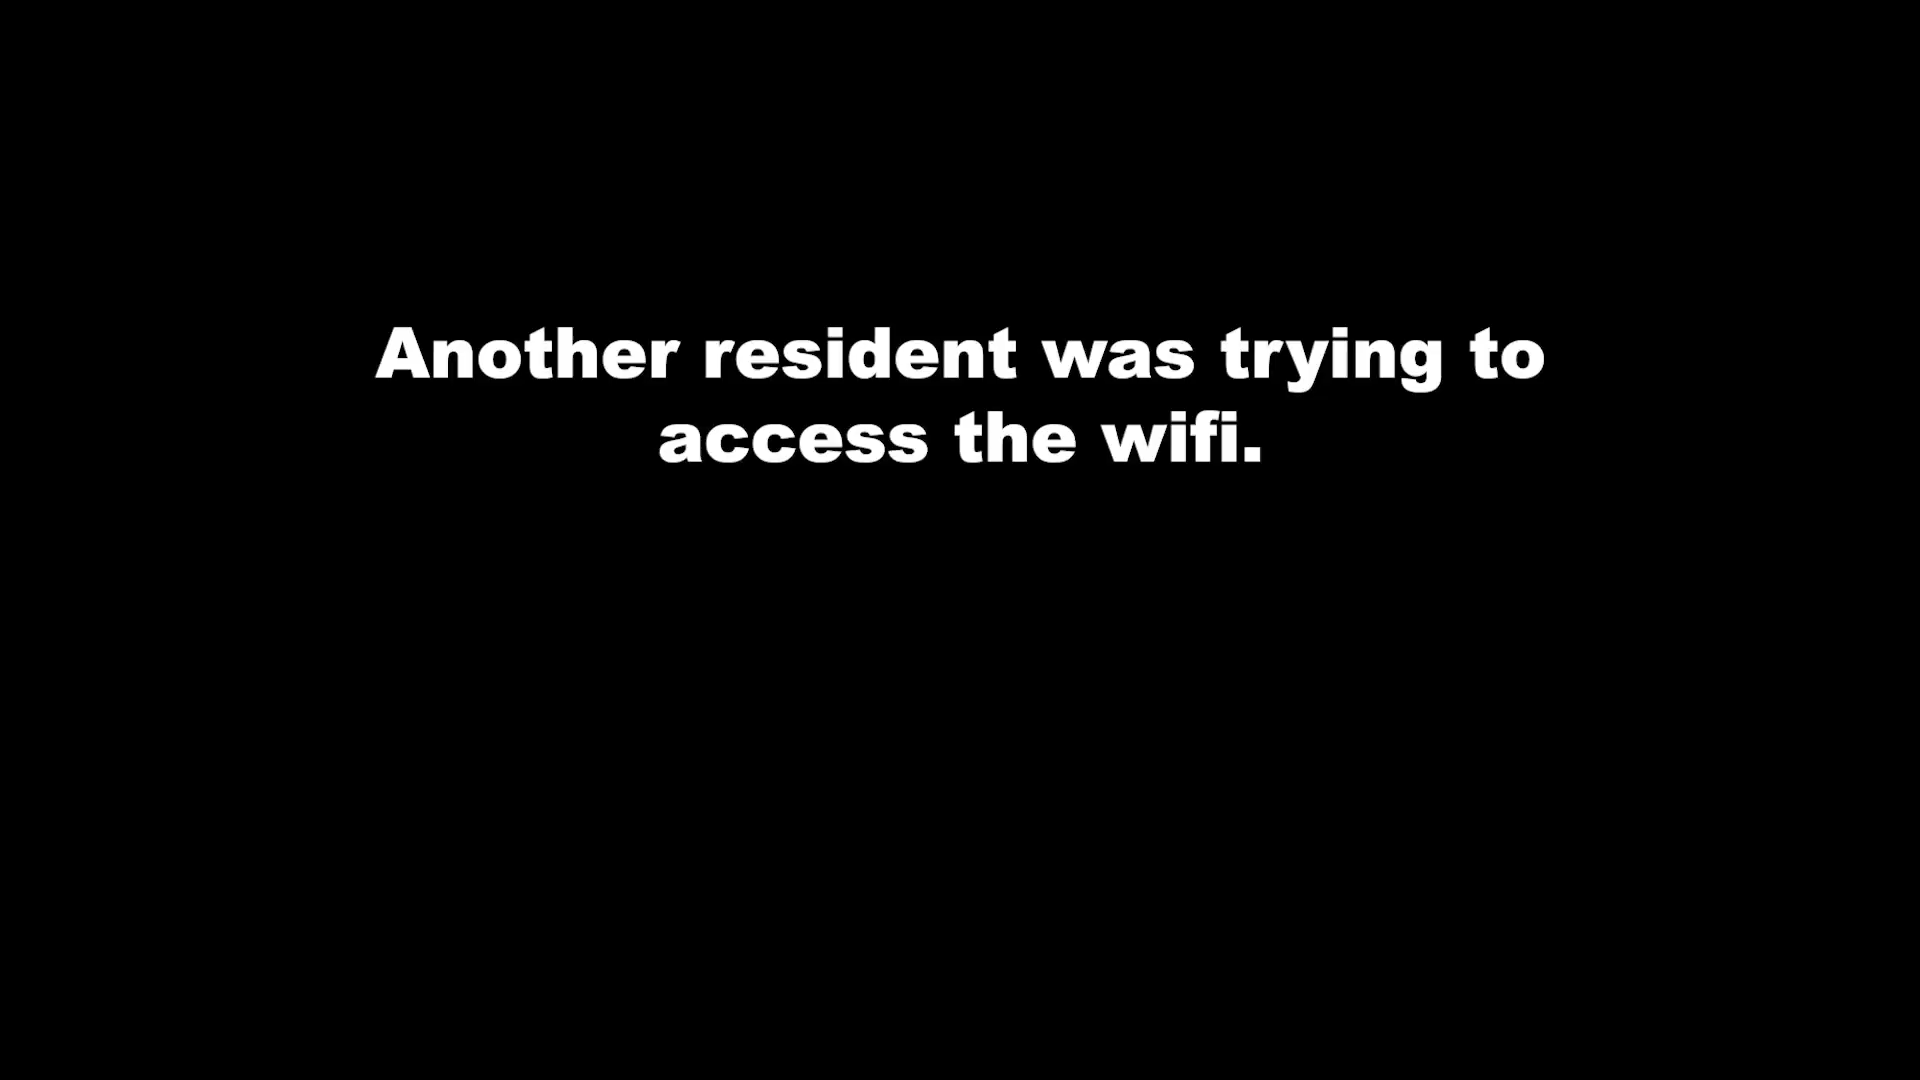 Another resident was trying to
access the wifi.